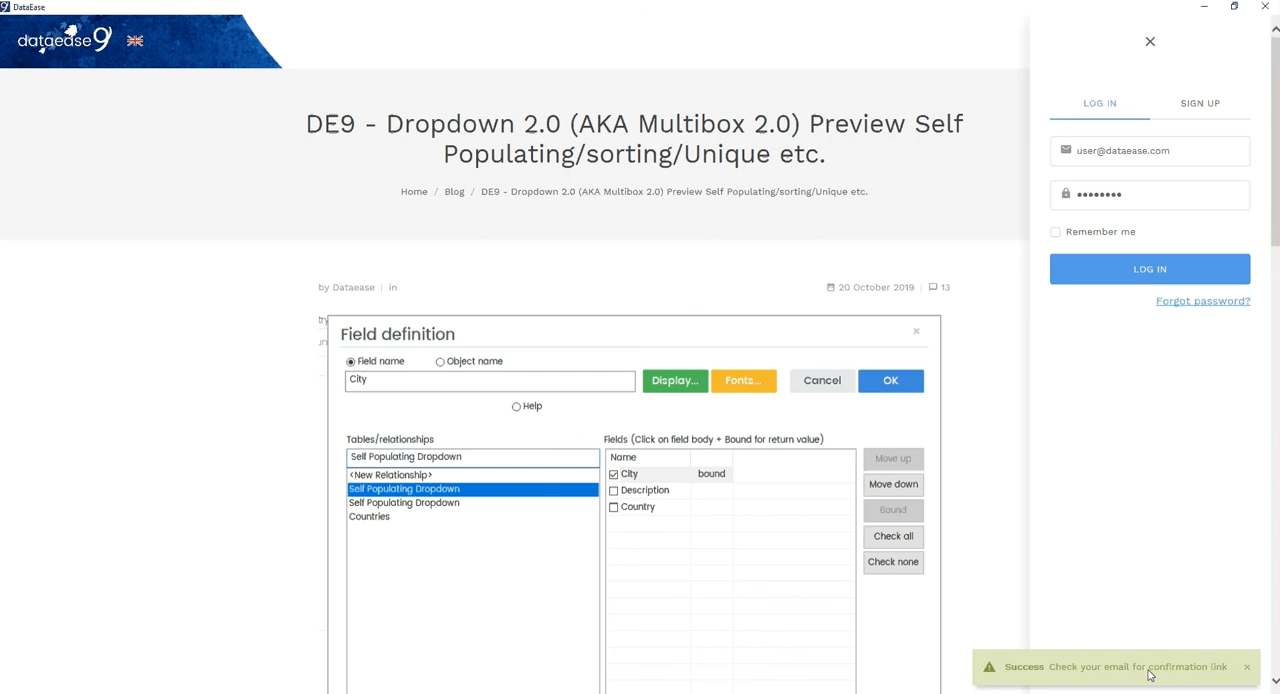 DataEase
dataease 9
LOG IN
SIGN UP
user@dataease.com
••••••••
Remember me
LOG IN
Forgot password?
DE9 - Dropdown 2.0 (AKA Multibox 2.0) Preview Self
Populating/sorting/Unique etc.
Home / Blog / DE9 - Dropdown 2.0 (AKA Multibox 2.0) Preview Self Populating/sorting/Unique etc.
by Dataease | in
20 October 2019 | 13
Field definition
Field name
Object name
City
Display...
Fonts...
Cancel
OK
Help
Tables/relationships
Self Populating Dropdown
<New Relationship>
Self Populating Dropdown
Self Populating Dropdown
Countries
Fields (Click on field body + Bound for return value)
Name
City bound
Description
Country
Move up
Move down
Bound
Check all
Check none
Success Check your email for confirmation link